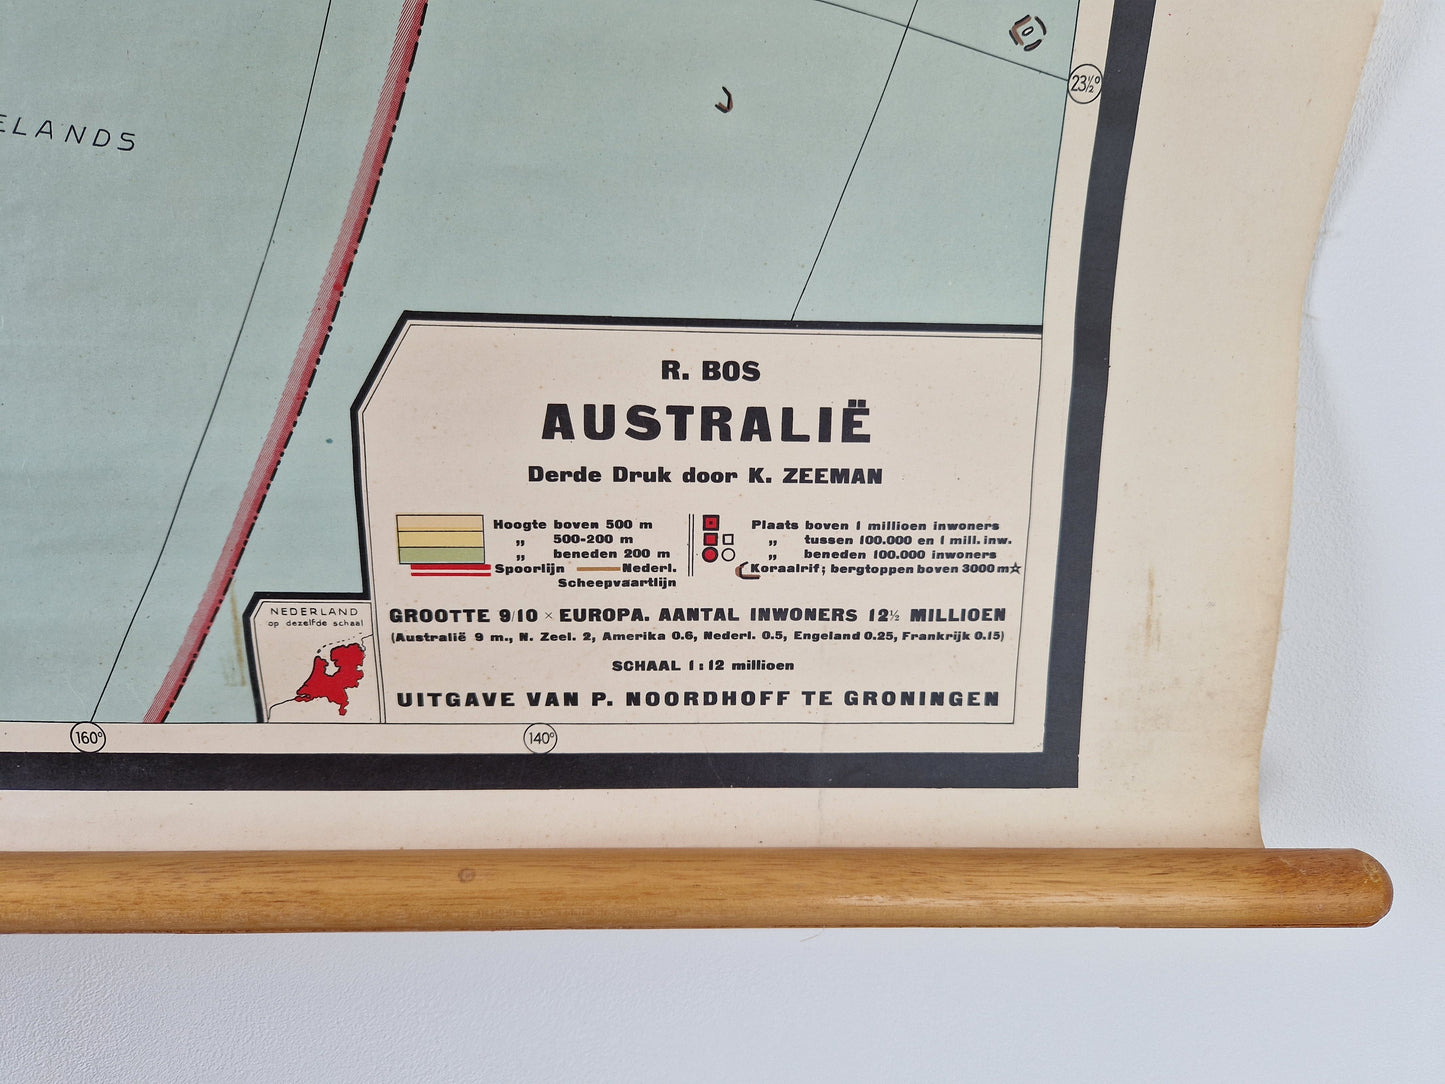 ELANDS
23½°
R. BOS
AUSTRALIË
Derde Druk door K. ZEEMAN
Hoogte boven 500 m
„ 500-200 m
„ beneden 200 m
Spoorlijn
Nederl.
Scheepvaartlijn
Plaats boven 1 millioen inwoners
„ tussen 100.000 en 1 mill. inw.
„ beneden 100.000 inwoners
Koraalrif; bergtoppen boven 3000 m☆
NEDERLAND
op dezelfde schaal
GROOTTE 9/10 × EUROPA. AANTAL INWONERS 12½ MILLIOEN
(Australië 9 m., N. Zeel. 2, Amerika 0.6, Nederl. 0.5, Engeland 0.25, Frankrijk 0.15)
SCHAAL 1 : 12 millioen
UITGAVE VAN P. NOORDHOFF TE GRONINGEN
160°
140°